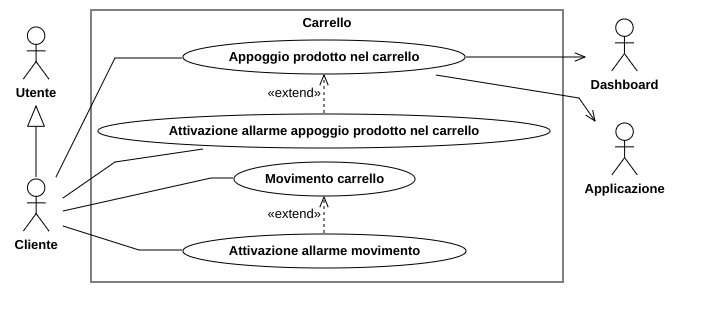 Carrello
Utente
Appoggio prodotto nel carrello
Dashboard
«extend»
Attivazione allarme appoggio prodotto nel carrello
Movimento carrello
Applicazione
«extend»
Cliente
Attivazione allarme movimento